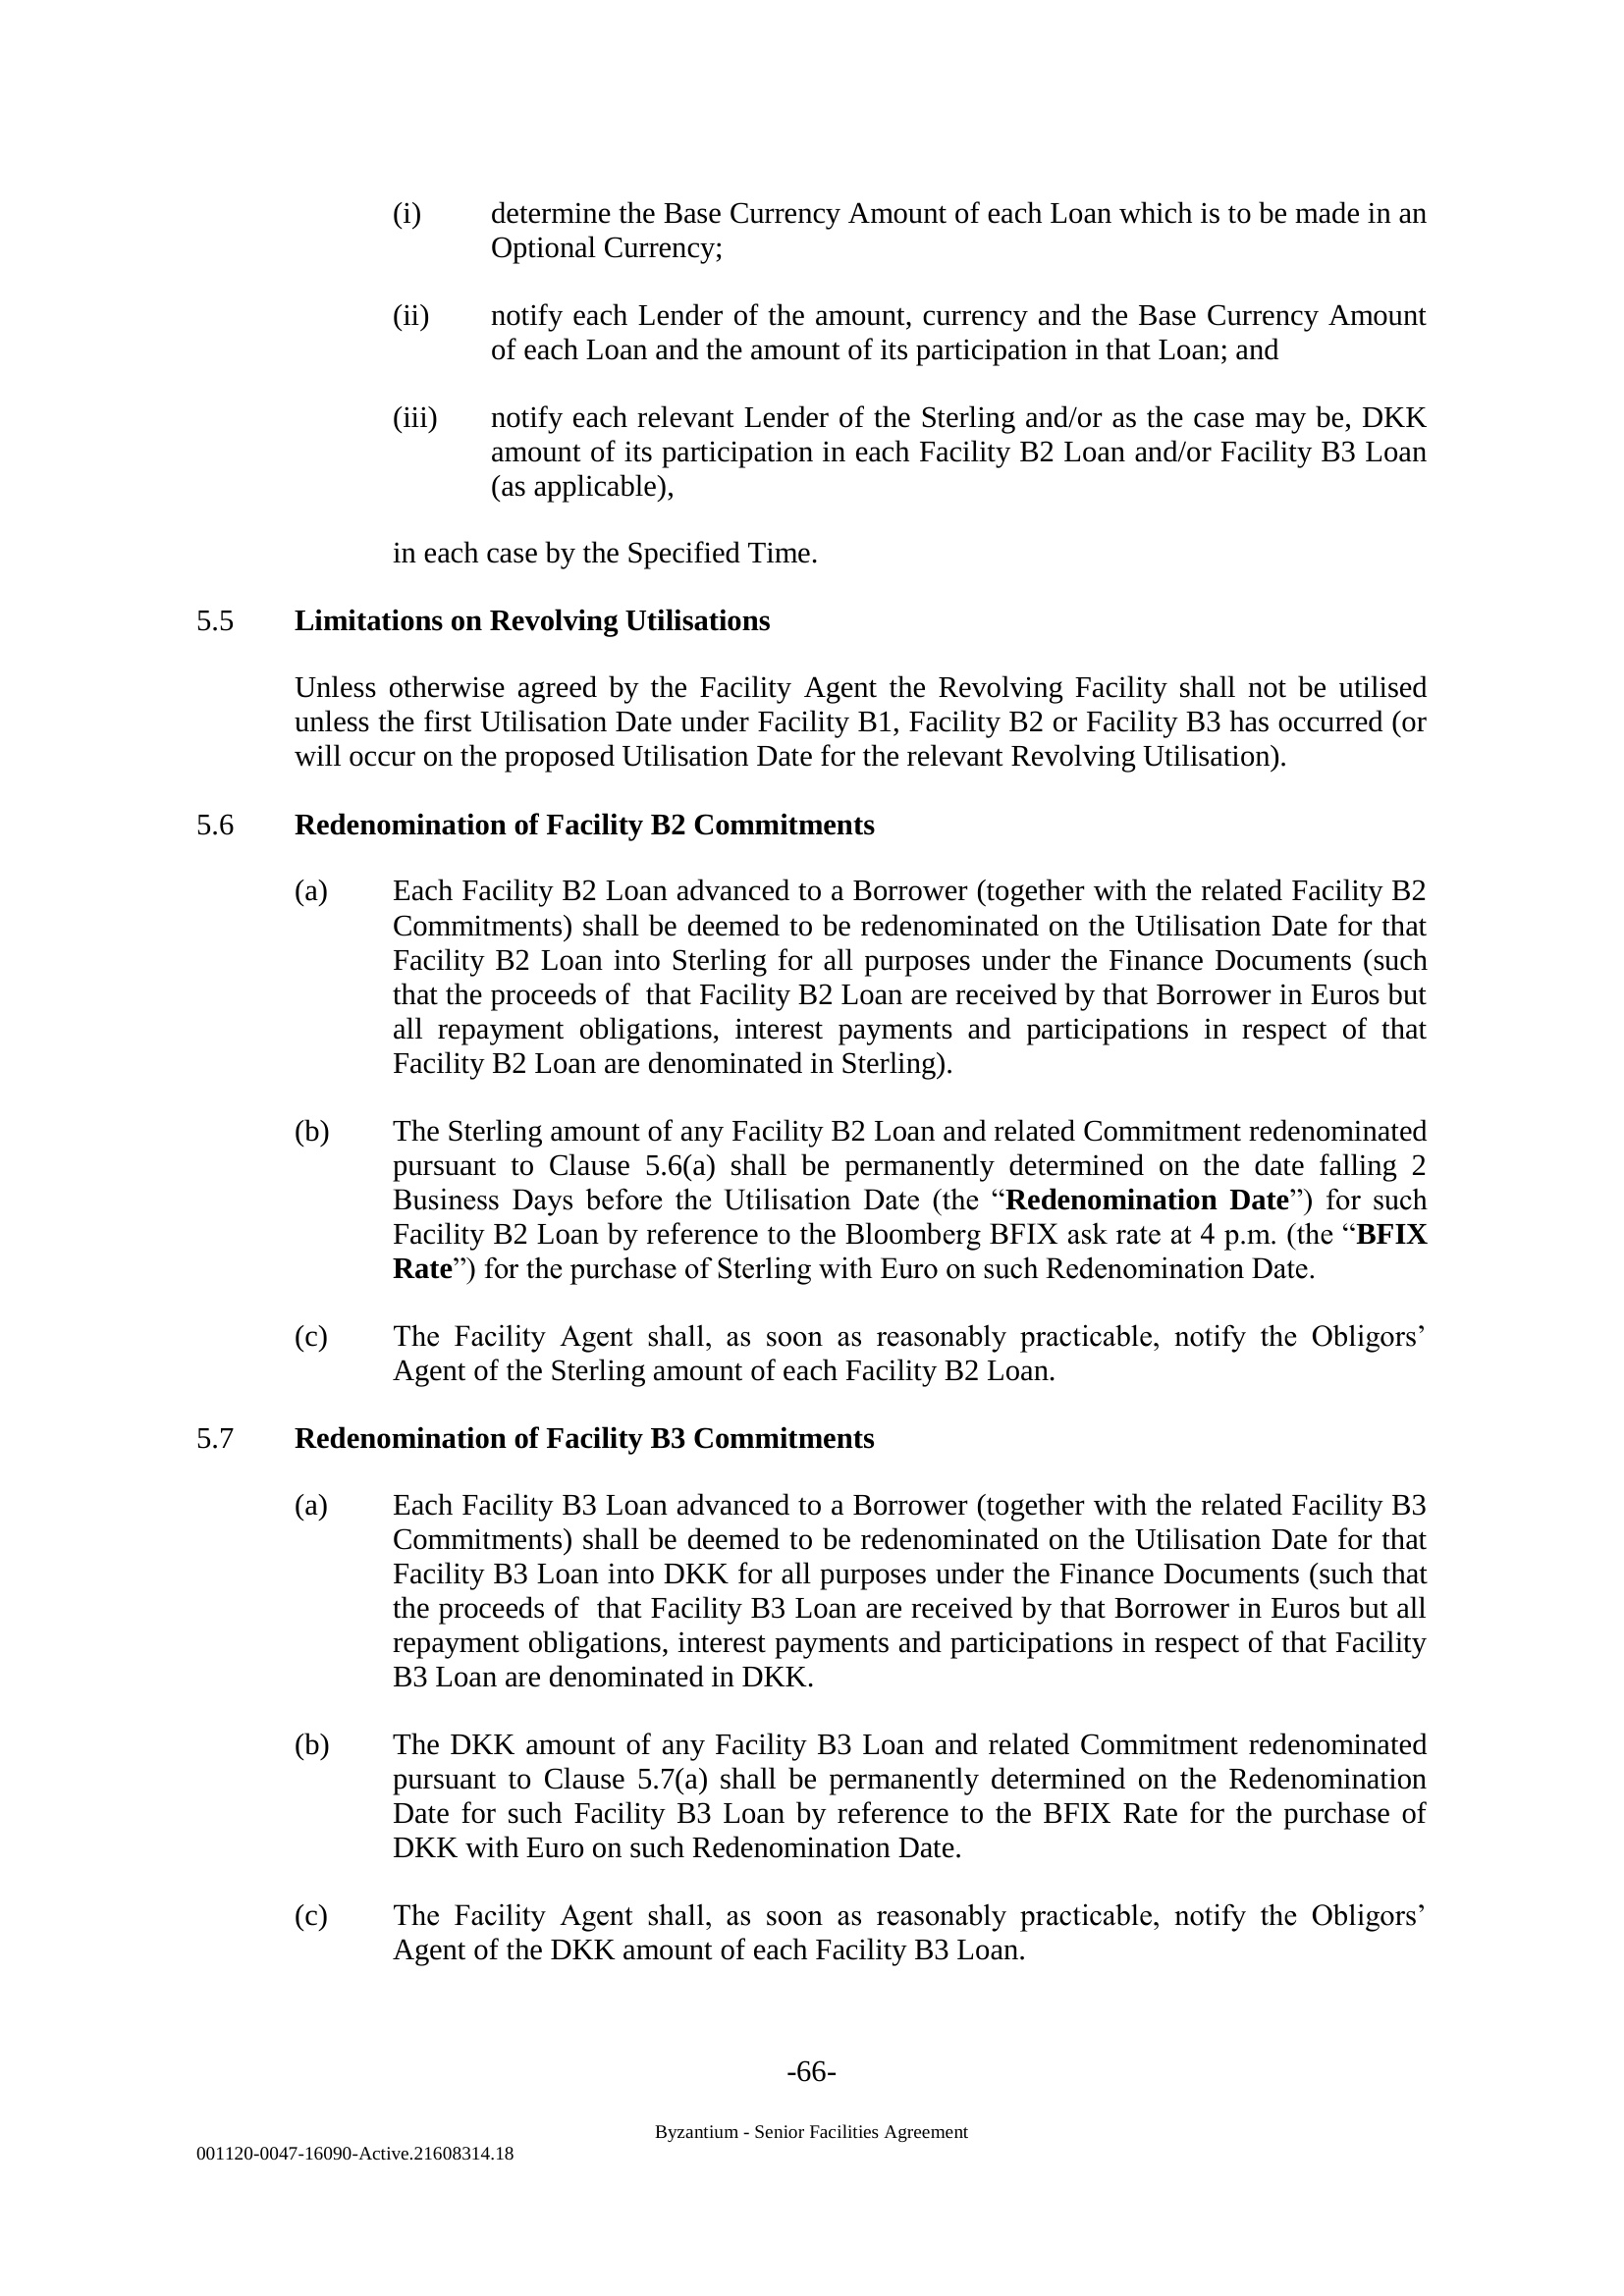 (i) determine the Base Currency Amount of each Loan which is to be made in an
Optional Currency;
(ii) notify each Lender of the amount, currency and the Base Currency Amount
of each Loan and the amount of its participation in that Loan; and
(iii) notify each relevant Lender of the Sterling and/or as the case may be, DKK
amount of its participation in each Facility B2 Loan and/or Facility B3 Loan
(as applicable),
in each case by the Specified Time.
5.5 Limitations on Revolving Utilisations
Unless otherwise agreed by the Facility Agent the Revolving Facility shall not be utilised
unless the first Utilisation Date under Facility B1, Facility B2 or Facility B3 has occurred (or
will occur on the proposed Utilisation Date for the relevant Revolving Utilisation).
5.6 Redenomination of Facility B2 Commitments
(a) Each Facility B2 Loan advanced to a Borrower (together with the related Facility B2
Commitments) shall be deemed to be redenominated on the Utilisation Date for that
Facility B2 Loan into Sterling for all purposes under the Finance Documents (such
that the proceeds of  that Facility B2 Loan are received by that Borrower in Euros but
all repayment obligations, interest payments and participations in respect of that
Facility B2 Loan are denominated in Sterling).
(b) The Sterling amount of any Facility B2 Loan and related Commitment redenominated
pursuant to Clause 5.6(a) shall be permanently determined on the date falling 2
Business Days before the Utilisation Date (the “Redenomination Date”) for such
Facility B2 Loan by reference to the Bloomberg BFIX ask rate at 4 p.m. (the “BFIX
Rate”) for the purchase of Sterling with Euro on such Redenomination Date.
(c) The Facility Agent shall, as soon as reasonably practicable, notify the Obligors’
Agent of the Sterling amount of each Facility B2 Loan.
5.7 Redenomination of Facility B3 Commitments
(a) Each Facility B3 Loan advanced to a Borrower (together with the related Facility B3
Commitments) shall be deemed to be redenominated on the Utilisation Date for that
Facility B3 Loan into DKK for all purposes under the Finance Documents (such that
the proceeds of  that Facility B3 Loan are received by that Borrower in Euros but all
repayment obligations, interest payments and participations in respect of that Facility
B3 Loan are denominated in DKK.
(b) The DKK amount of any Facility B3 Loan and related Commitment redenominated
pursuant to Clause 5.7(a) shall be permanently determined on the Redenomination
Date for such Facility B3 Loan by reference to the BFIX Rate for the purchase of
DKK with Euro on such Redenomination Date.
(c) The Facility Agent shall, as soon as reasonably practicable, notify the Obligors’
Agent of the DKK amount of each Facility B3 Loan.
-66-
Byzantium - Senior Facilities Agreement
001120-0047-16090-Active.21608314.18